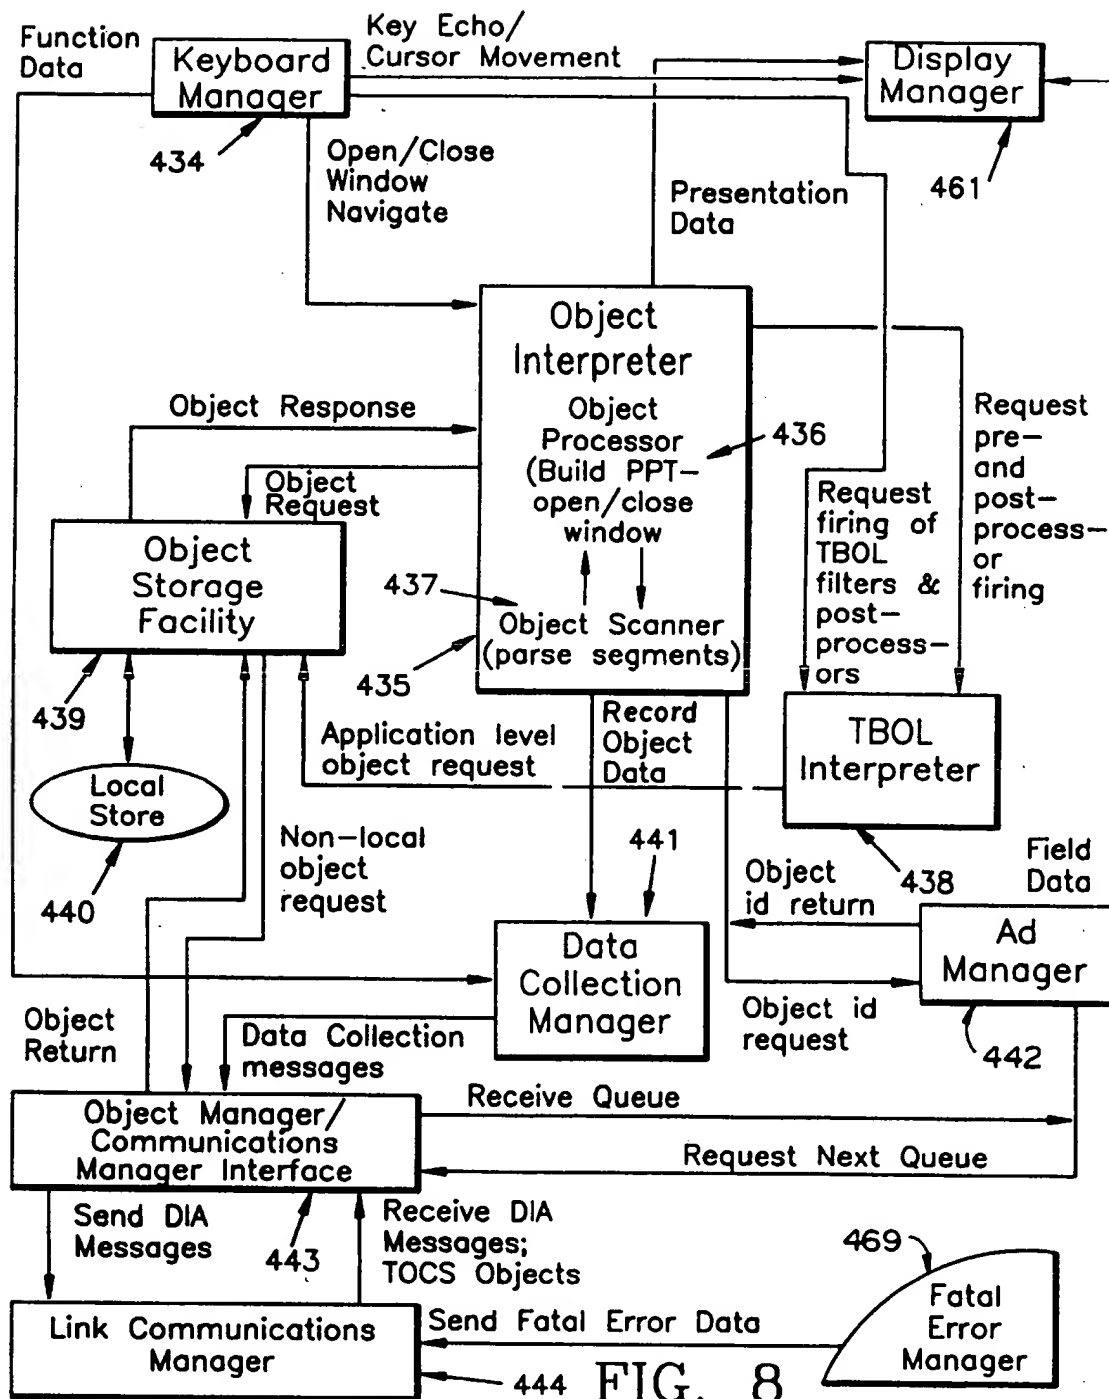 Function
Data
Keyboard
Manager
434
Key Echo/
Cursor Movement
Display
Manager
461
Open/Close
Window
Navigate
Presentation
Data
Object
Interpreter
Object
Processor
(Build PPT-
open/close
window
436
437
Object Scanner
(parse segments)
435
Object Response
Object
Request
Object
Storage
Facility
439
Local
Store
440
Request
firing of
TBOL
filters &
post-
process-
ors
Request
pre-
and
post-
process-
or
firing
Application level
object request
Record
Object
Data
TBOL
Interpreter
438
Non-local
object
request
441
Object
id return
Field
Data
Data
Collection
Manager
Ad
Manager
442
Object id
request
Object
Return
Data Collection
messages
Object Manager/
Communications
Manager Interface
443
Receive Queue
Request Next Queue
Send DIA
Messages
Receive DIA
Messages;
TOCS Objects
469
Fatal
Error
Manager
Link Communications
Manager
Send Fatal Error Data
444
FIG. 8